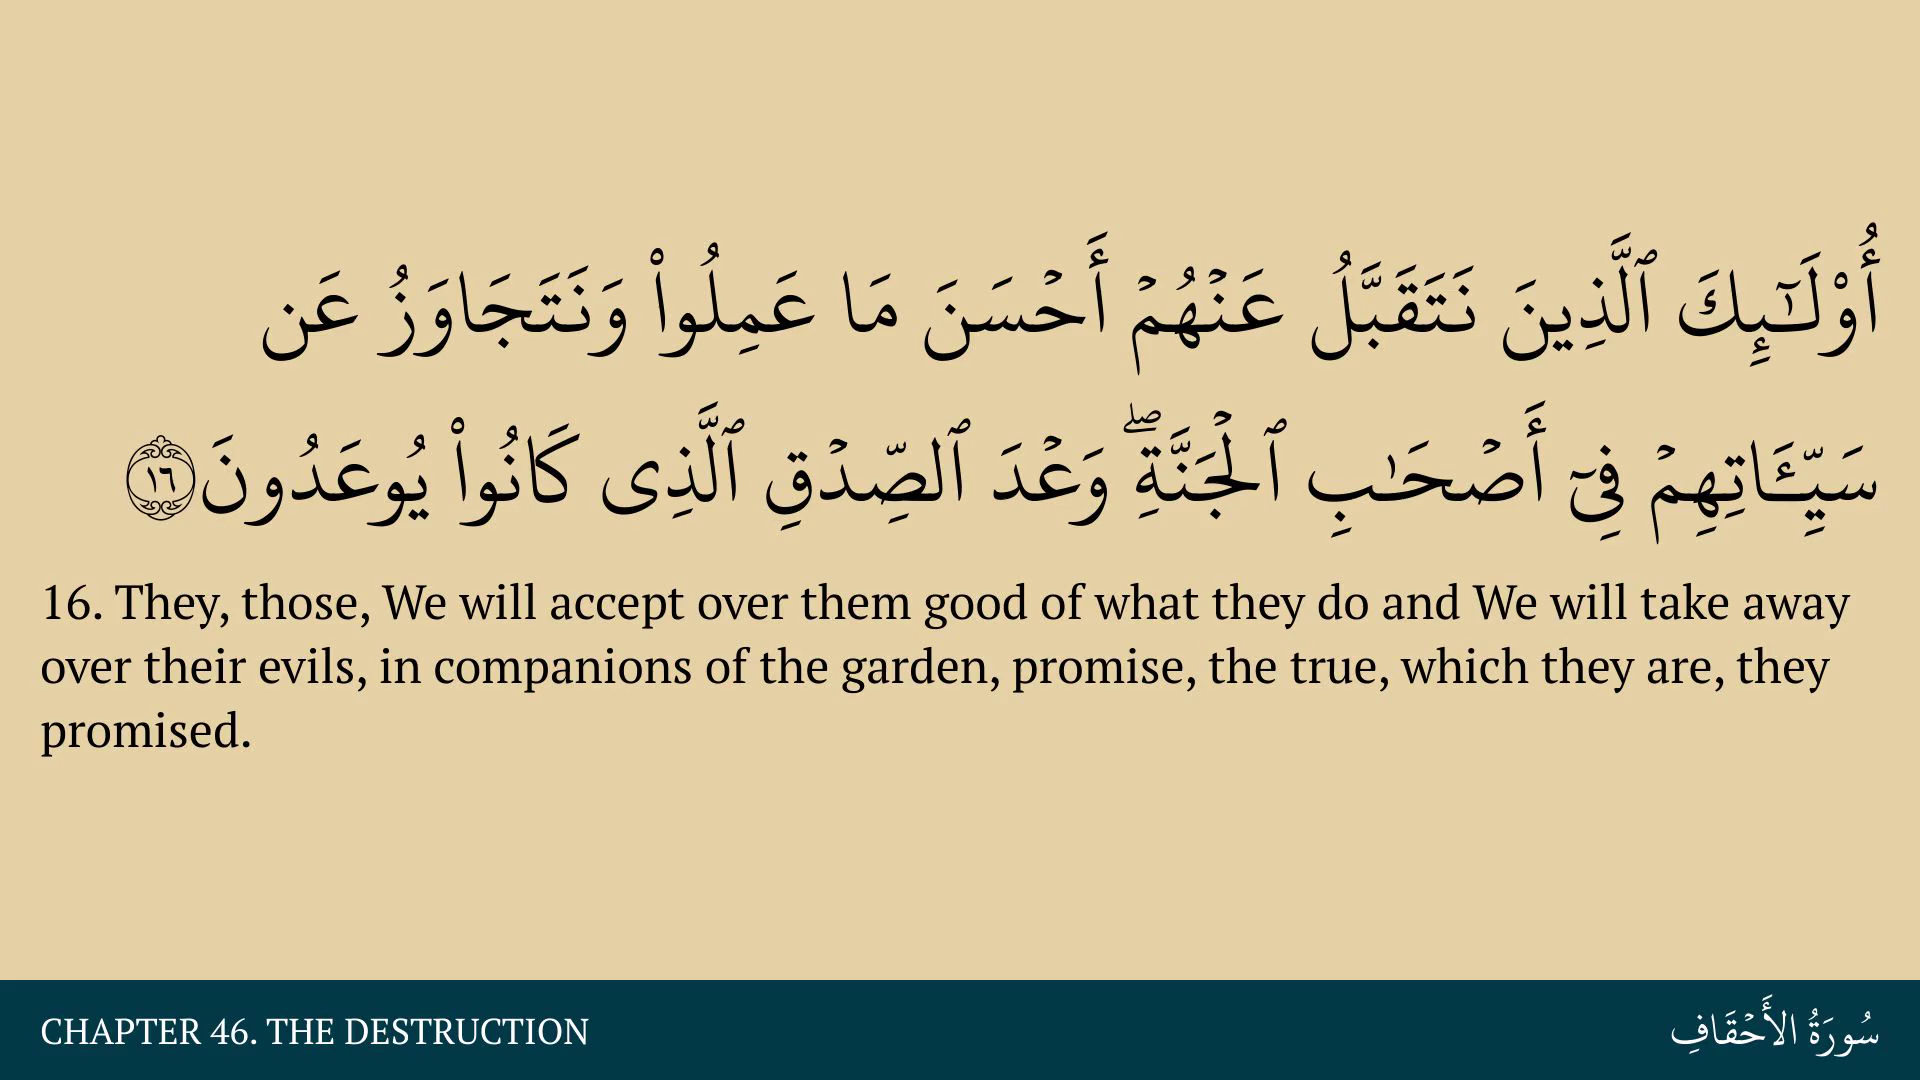 أُوْلَـٰٓئِكَ ٱلَّذِينَ نَتَقَبَّلُ عَنۡهُمۡ أَحۡسَنَ مَا عَمِلُواْ وَنَتَجَاوَزُ عَن
سَيِّـَٔاتِهِمۡ فِيٓ أَصۡحَـٰبِ ٱلۡجَنَّةِۖ وَعۡدَ ٱلصِّدۡقِ ٱلَّذِى كَانُواْ يُوعَدُونَ ١٦
16. They, those, We will accept over them good of what they do and We will take away
over their evils, in companions of the garden, promise, the true, which they are, they
promised.
CHAPTER 46. THE DESTRUCTION
سُورَةُ الأَحۡقَافِ